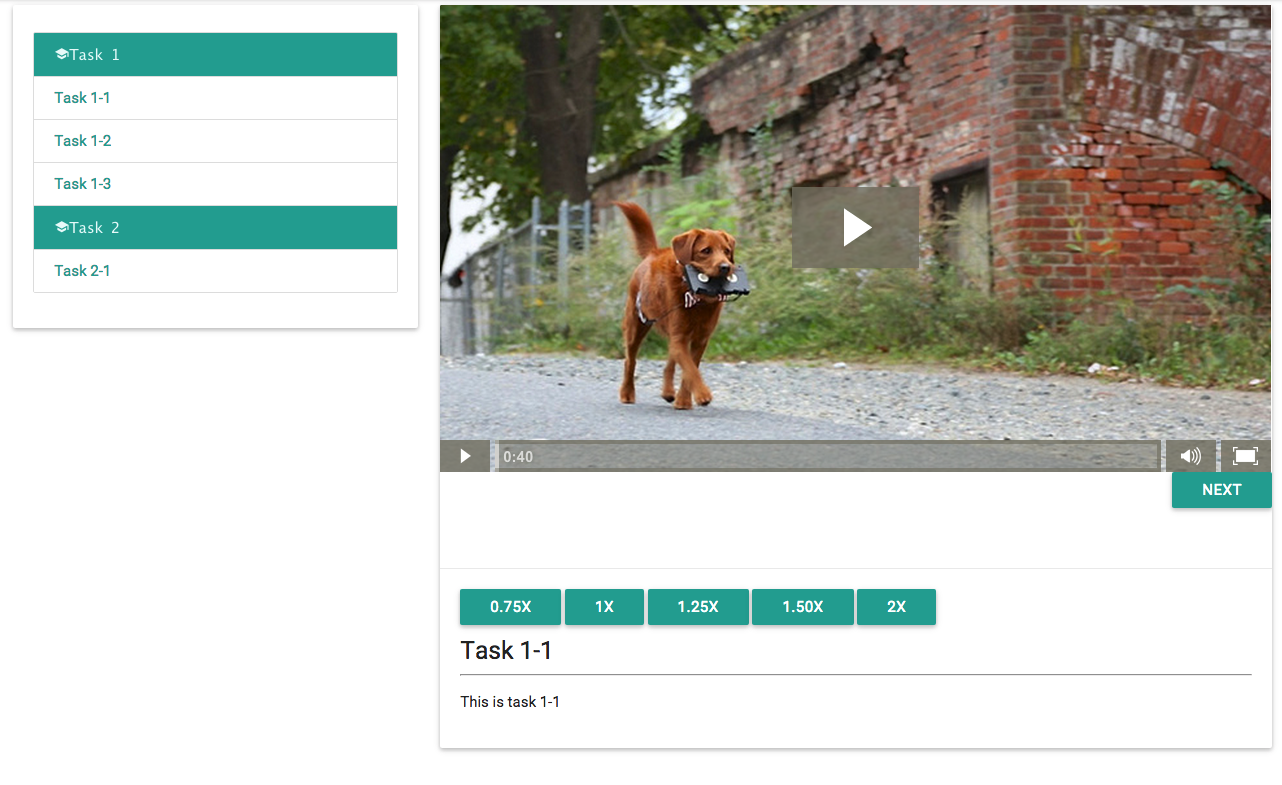 Task 1
Task 1-1
Task 1-2
Task 1-3
Task 2
Task 2-1
0:40
NEXT
0.75X 1X 1.25X 1.50X 2X
Task 1-1
This is task 1-1